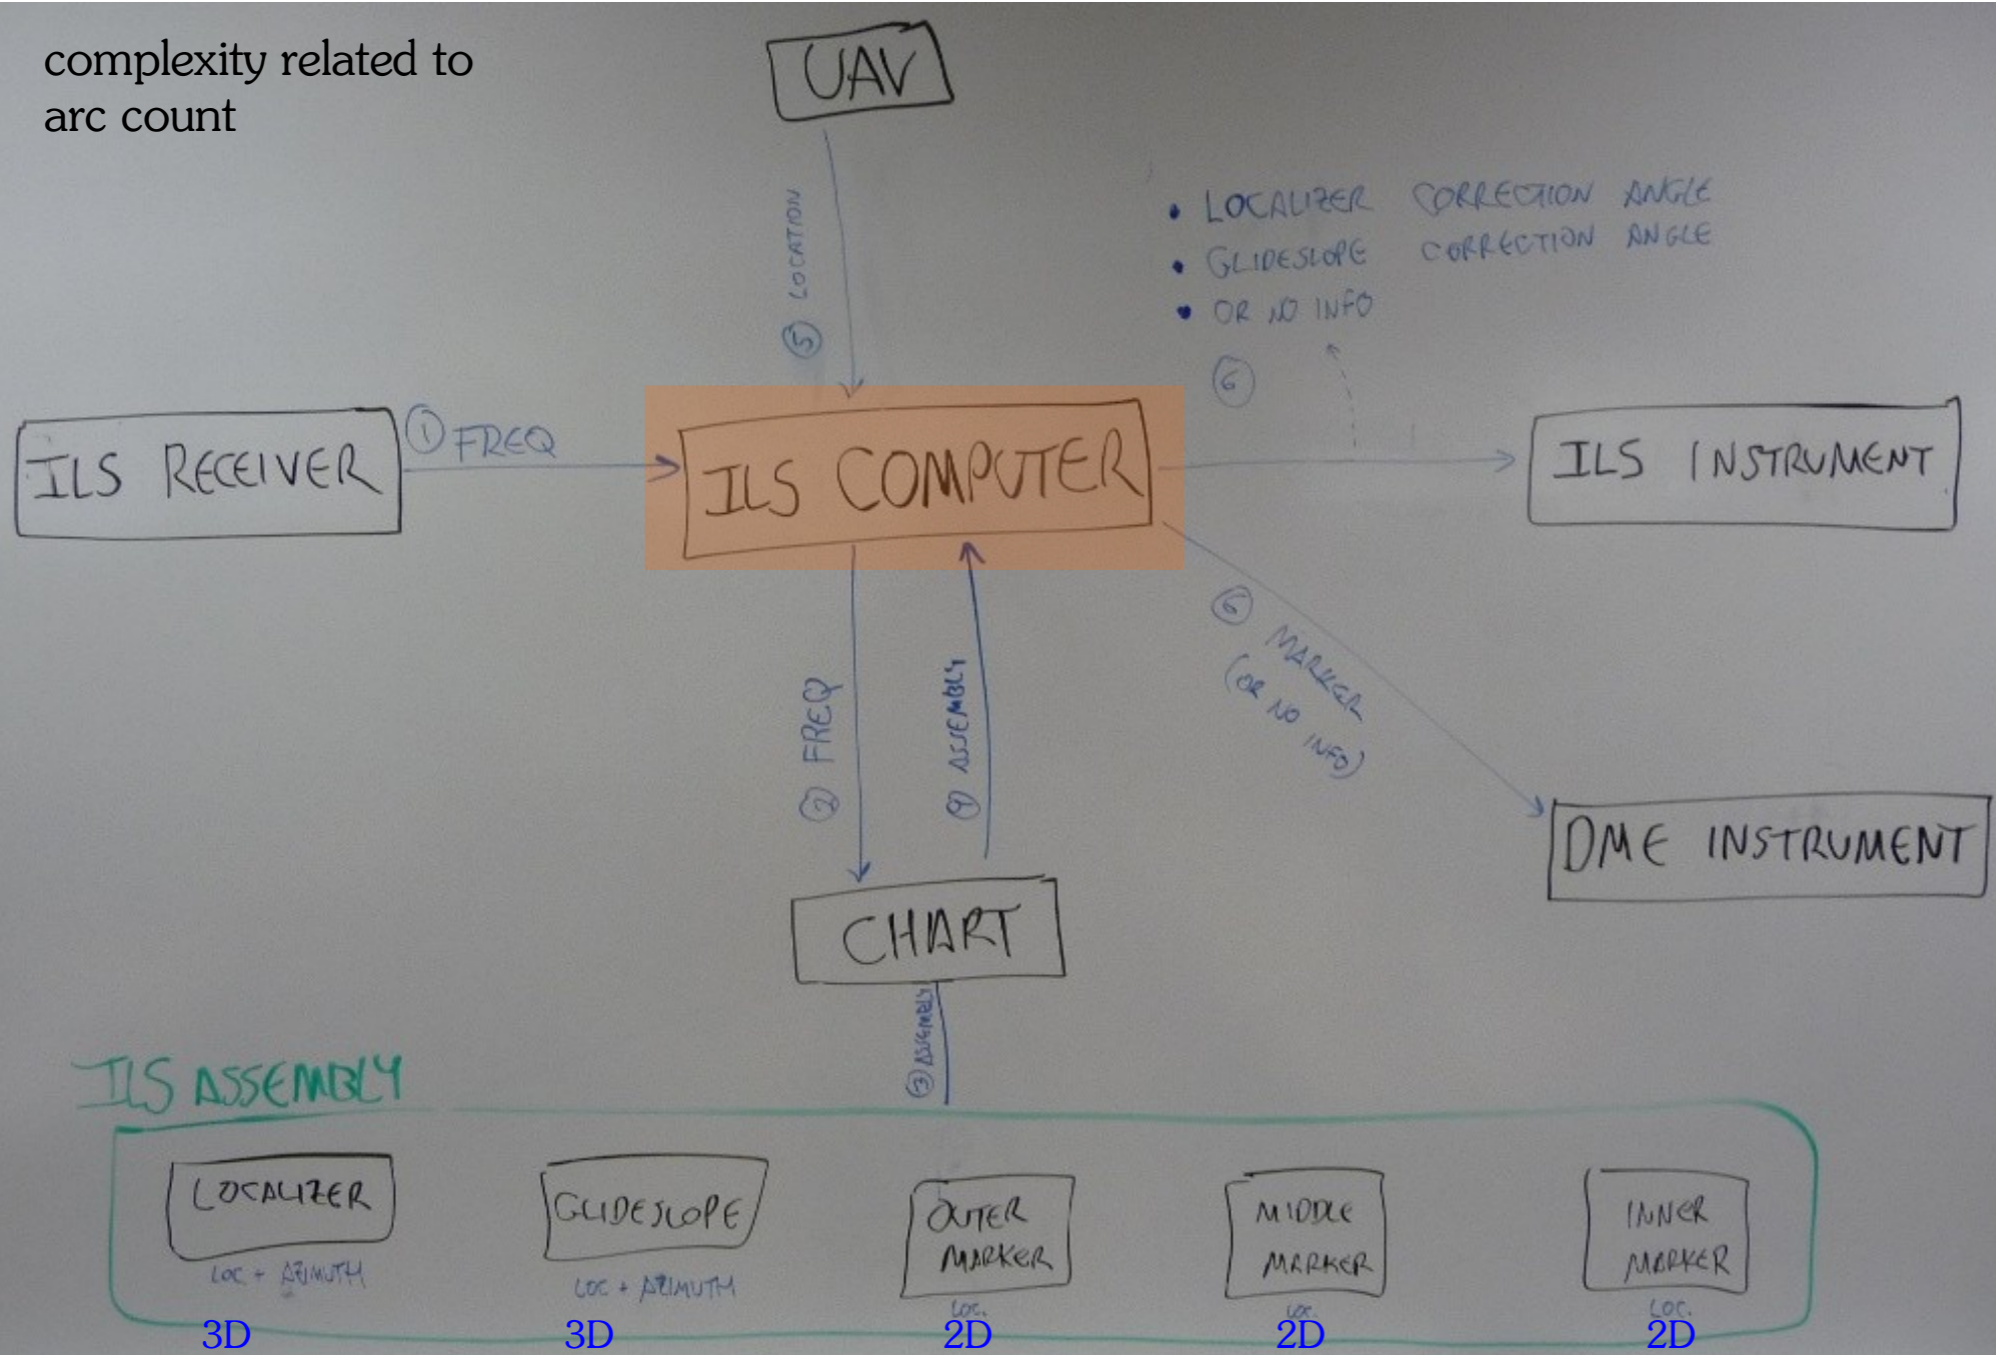 complexity related to
arc count
UAV
⑤ LOCATION
• LOCALIZER CORRECTION ANGLE
• GLIDESLOPE CORRECTION ANGLE
• OR NO INFO
⑥
ILS RECEIVER
① FREQ
ILS COMPUTER
ILS INSTRUMENT
⑥ MARKER
(OR NO
INFO)
② FREQ
④ ASSEMBLY
DME INSTRUMENT
CHART
③ ASSEMBLY
ILS ASSEMBLY
LOCALIZER
LOC. + AZIMUTH
3D
GLIDESLOPE
LOC + AZIMUTH
3D
OUTER
MARKER
LOC.
2D
MIDDLE
MARKER
LOC.
2D
INNER
MARKER
LOC.
2D